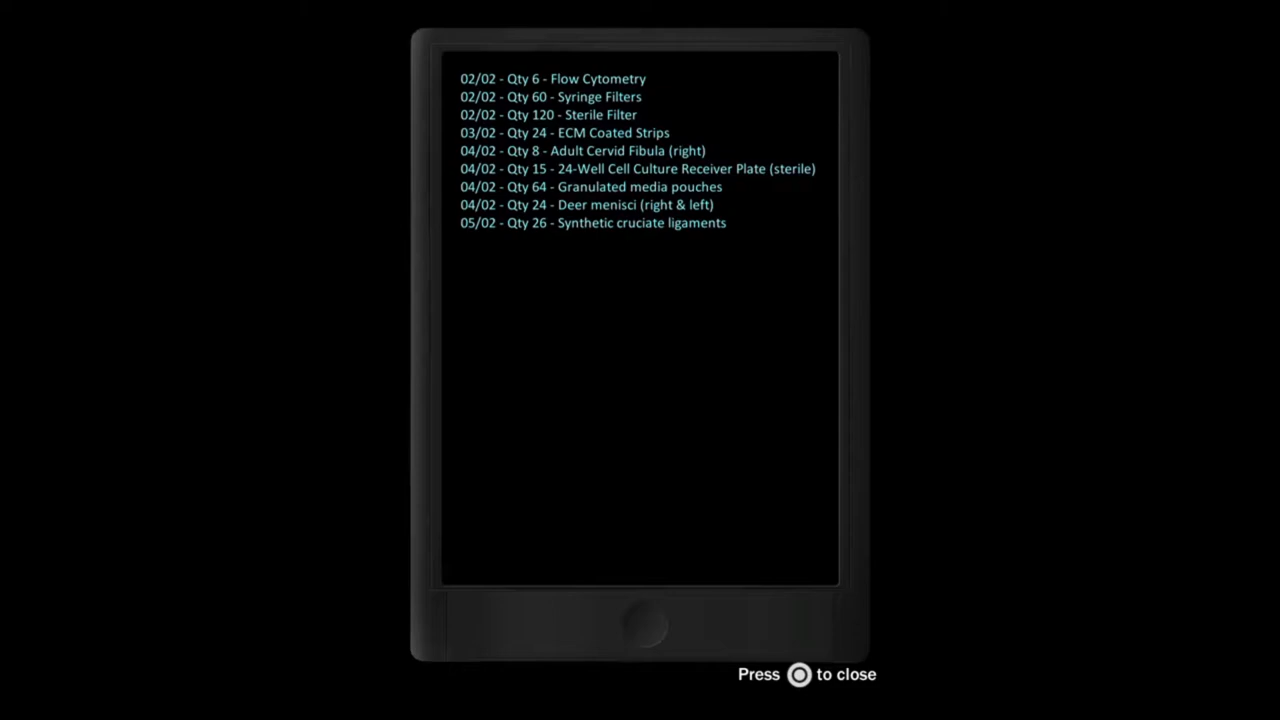 02/02 - Qty 6 - Flow Cytometry
02/02 - Qty 60 - Syringe Filters
02/02 - Qty 120 - Sterile Filter
03/02 - Qty 24 - ECM Coated Strips
04/02 - Qty 8 - Adult Cervid Fibula (right)
04/02 - Qty 15 - 24-Well Cell Culture Receiver Plate (sterile)
04/02 - Qty 64 - Granulated media pouches
04/02 - Qty 24 - Deer menisci (right & left)
05/02 - Qty 26 - Synthetic cruciate ligaments
Press to close